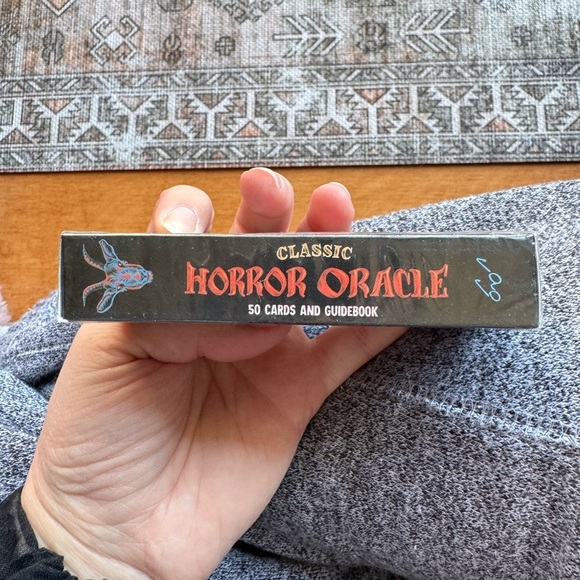 CLASSIC
HORROR ORACLE
50 CARDS AND GUIDEBOOK